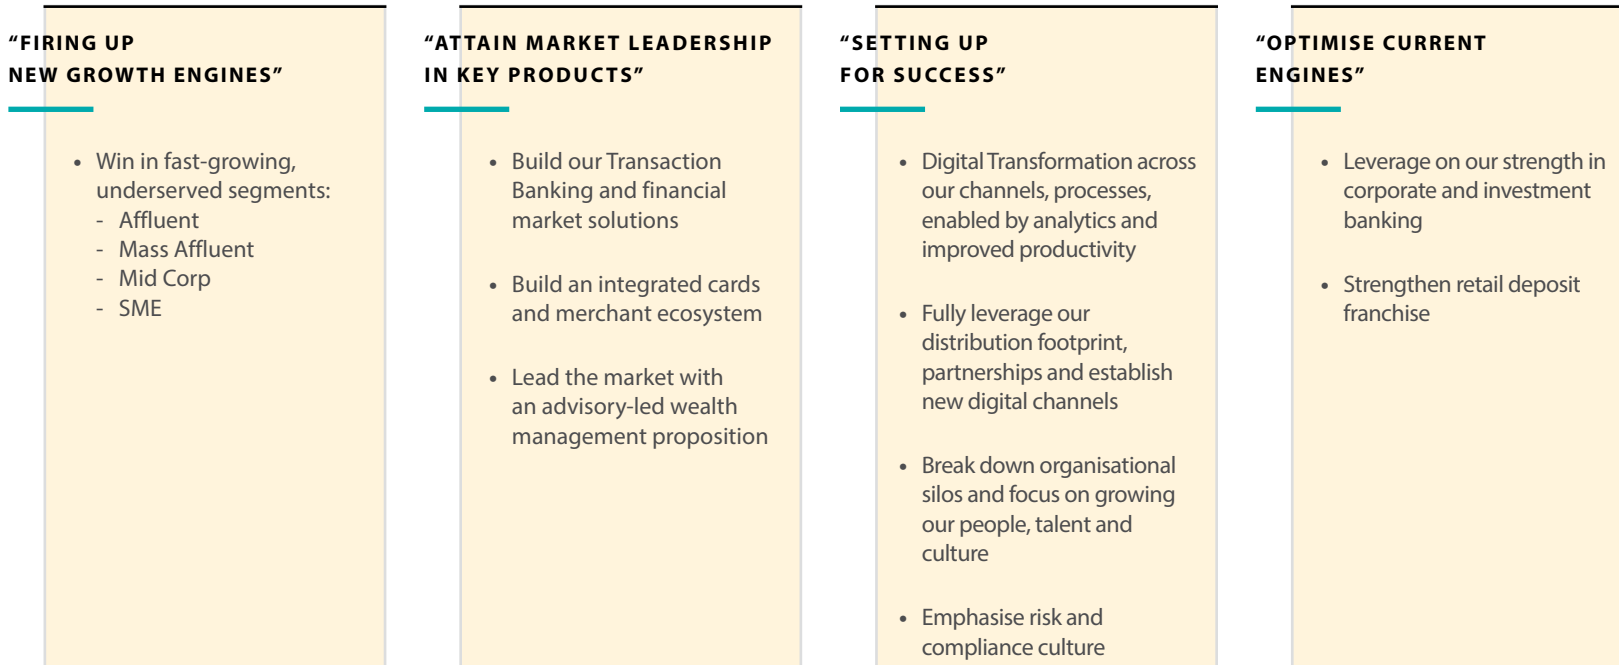 “FIRING UP
NEW GROWTH ENGINES”
• Win in fast-growing,
underserved segments:
- Affluent
- Mass Affluent
- Mid Corp
- SME
“ATTAIN MARKET LEADERSHIP
IN KEY PRODUCTS”
• Build our Transaction
Banking and financial
market solutions
• Build an integrated cards
and merchant ecosystem
• Lead the market with
an advisory-led wealth
management proposition
“SETTING UP
FOR SUCCESS”
• Digital Transformation across
our channels, processes,
enabled by analytics and
improved productivity
• Fully leverage our
distribution footprint,
partnerships and establish
new digital channels
• Break down organisational
silos and focus on growing
our people, talent and
culture
• Emphasise risk and
compliance culture
“OPTIMISE CURRENT
ENGINES”
• Leverage on our strength in
corporate and investment
banking
• Strengthen retail deposit
franchise